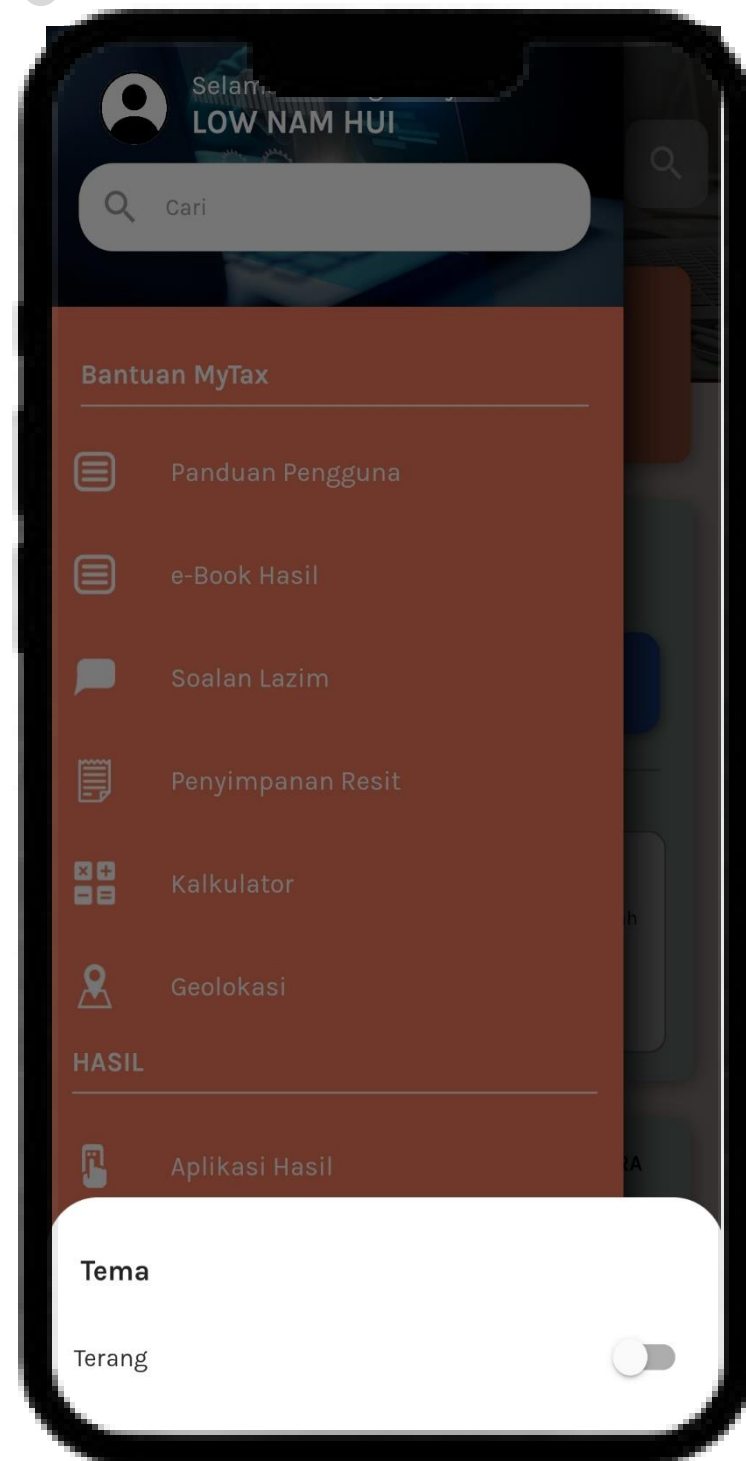 LOW NAM HUI
Cari
Bantuan MyTax
Panduan Pengguna
e-Book Hasil
Soalan Lazim
Penyimpanan Resit
Kalkulator
Geolokasi
HASIL
Aplikasi Hasil
Tema
Terang